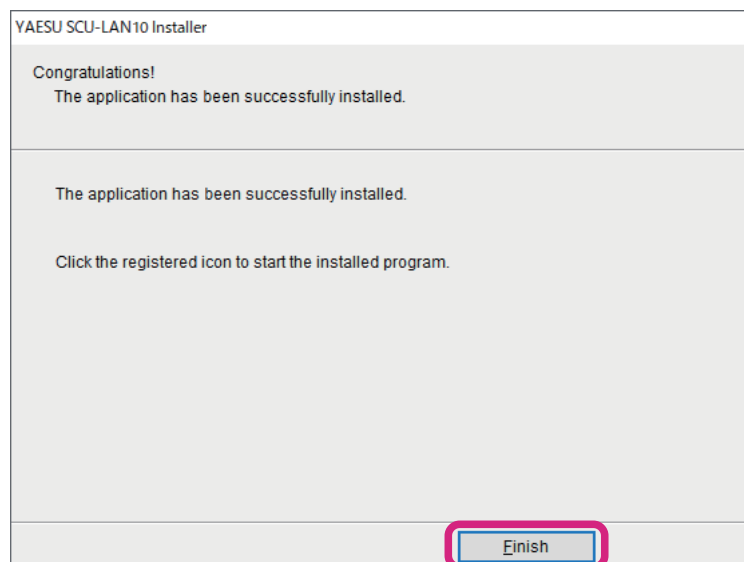 YAESU SCU-LAN10 Installer
Congratulations!
The application has been successfully installed.
The application has been successfully installed.
Click the registered icon to start the installed program.
Finish